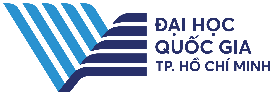 ĐẠI HỌC
QUỐC GIA
TP. HỒ CHÍ MINH